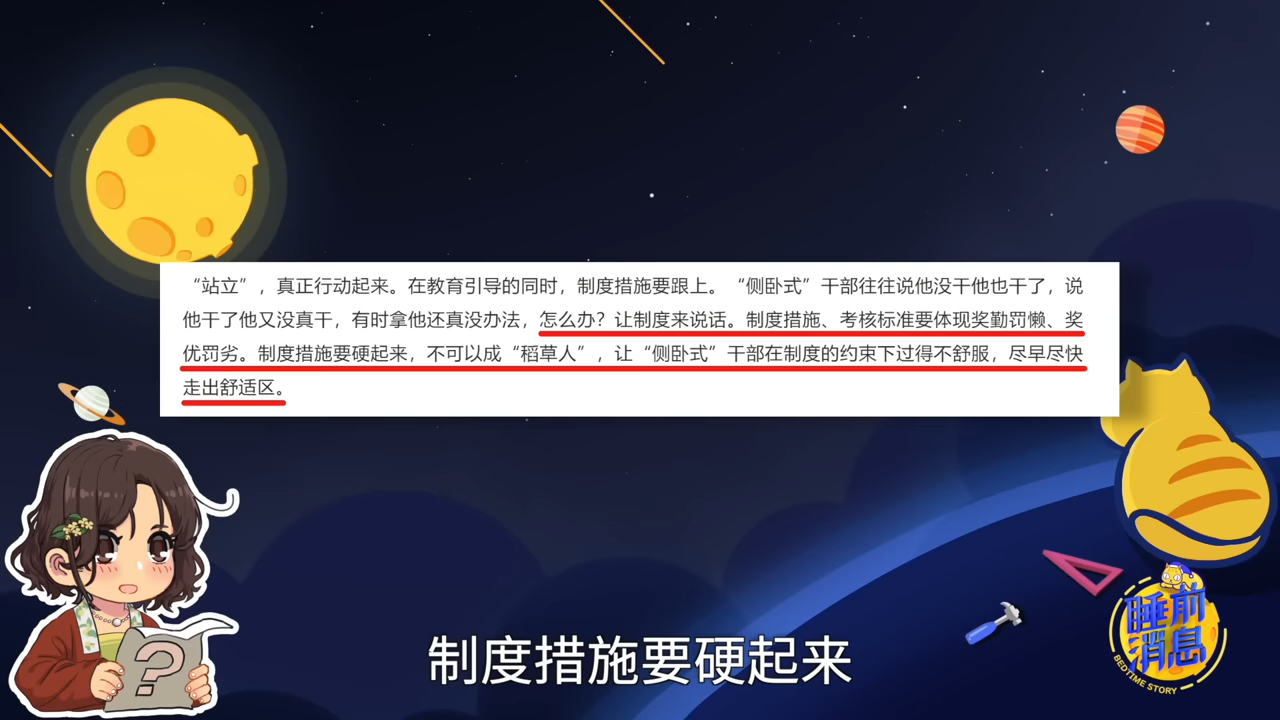 “站立”，真正行动起来。在教育引导的同时，制度措施要跟上。“侧卧式”干部往往说他没干他也干了，说
他干了他又没真干，有时拿他还真没办法，怎么办？让制度来说话。制度措施、考核标准要体现奖勤罚懒、奖
优罚劣。制度措施要硬起来，不可以成“稻草人”，让“侧卧式”干部在制度的约束下过得不舒服，尽早尽快
走出舒适区。
?
制度措施要硬起来
睡前
消息
BEDTIME STORY